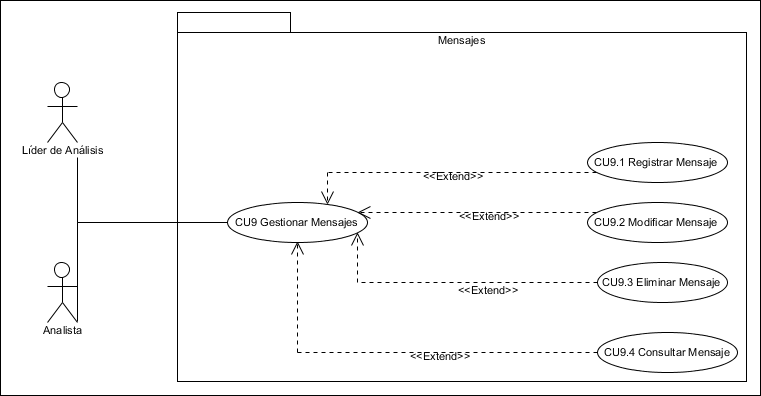 Mensajes
Líder de Análisis
CU9.1 Registrar Mensaje
<<Extend>>
CU9 Gestionar Mensajes
<<Extend>>
CU9.2 Modificar Mensaje
Analista
<<Extend>>
CU9.3 Eliminar Mensaje
<<Extend>>
CU9.4 Consultar Mensaje